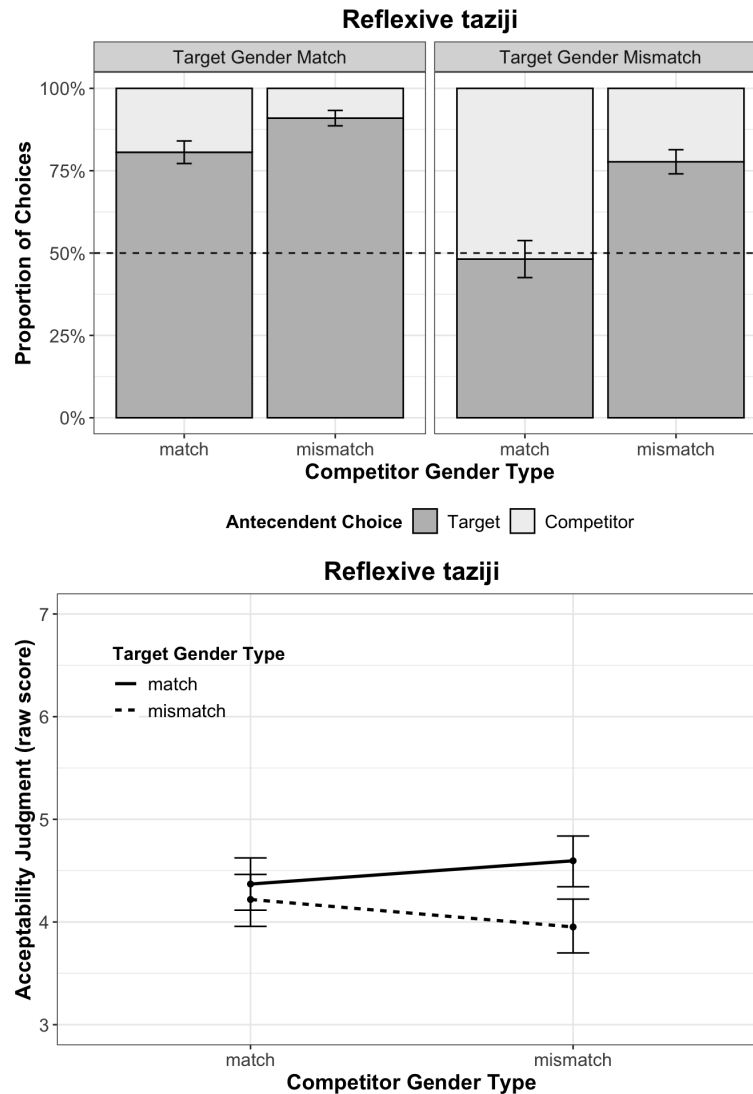 Reflexive taziji
Target Gender Match
Target Gender Mismatch
Proportion of Choices
100%
75%
50%
25%
0%
match
mismatch
match
mismatch
Competitor Gender Type
Antecendent Choice Target Competitor
Reflexive taziji
Acceptability Judgment (raw score)
7
6
5
4
3
Target Gender Type
match
mismatch
match
mismatch
Competitor Gender Type